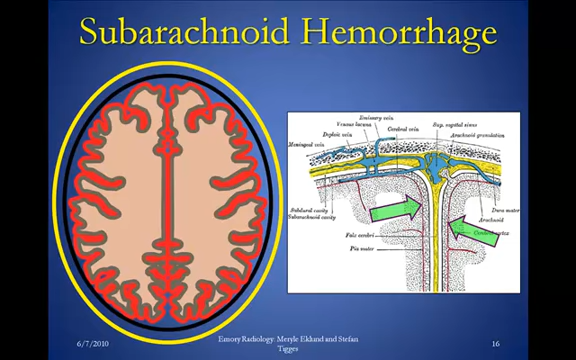 Subarachnoid Hemorrhage
Emissary vein
Venous lacuna
Cerebral vein
Sup. sagittal sinus
Diploic vein
Arachnoid granulation
Meningeal vein
Subdural cavity
Subarachnoid cavity
Dura mater
Arachnoid
Falx cerebri
Pia mater
6/7/2010
Emory Radiology: Meryle Eklund and Stefan
Tigges
16